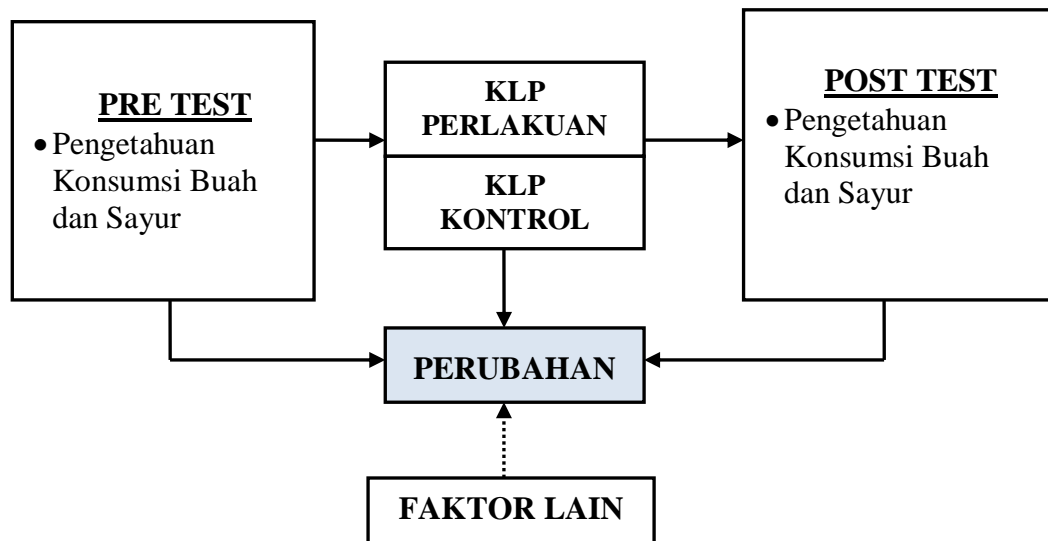 PRE TEST
• Pengetahuan
Konsumsi Buah
dan Sayur
KLP
PERLAKUAN
KLP
KONTROL
POST TEST
• Pengetahuan
Konsumsi Buah
dan Sayur
PERUBAHAN
FAKTOR LAIN